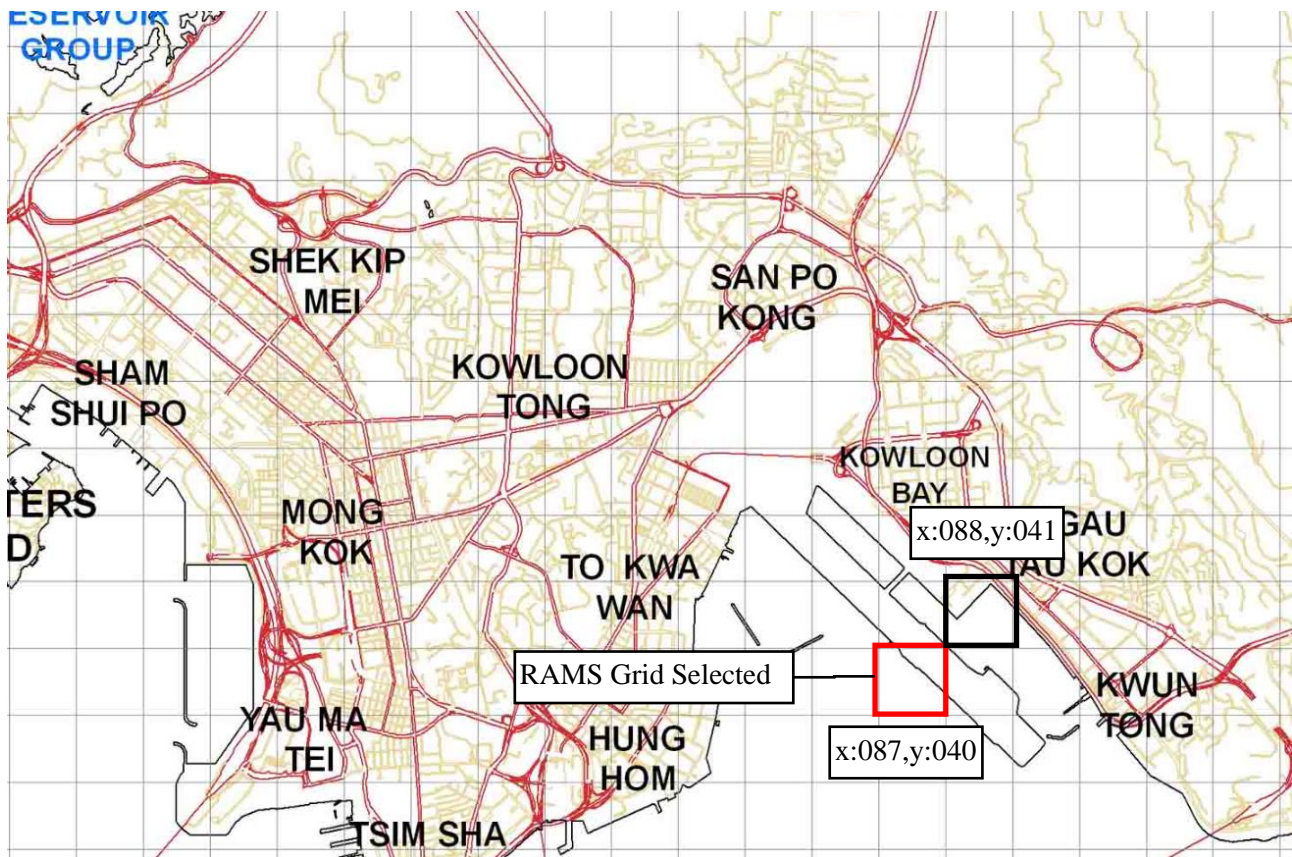 ESERVOIR
GROUP
SHEK KIP
MEI
SAN PO
KONG
SHAM
SHUI PO
KOWLOON
TONG
KOWLOON
BAY
TERS
D
MONG
KOK
x:088,y:041
GAU
TAU KOK
TO KWA
WAN
RAMS Grid Selected
KWUN
TONG
YAU MA
TEI
HUNG
HOM
x:087,y:040
TSIM SHA